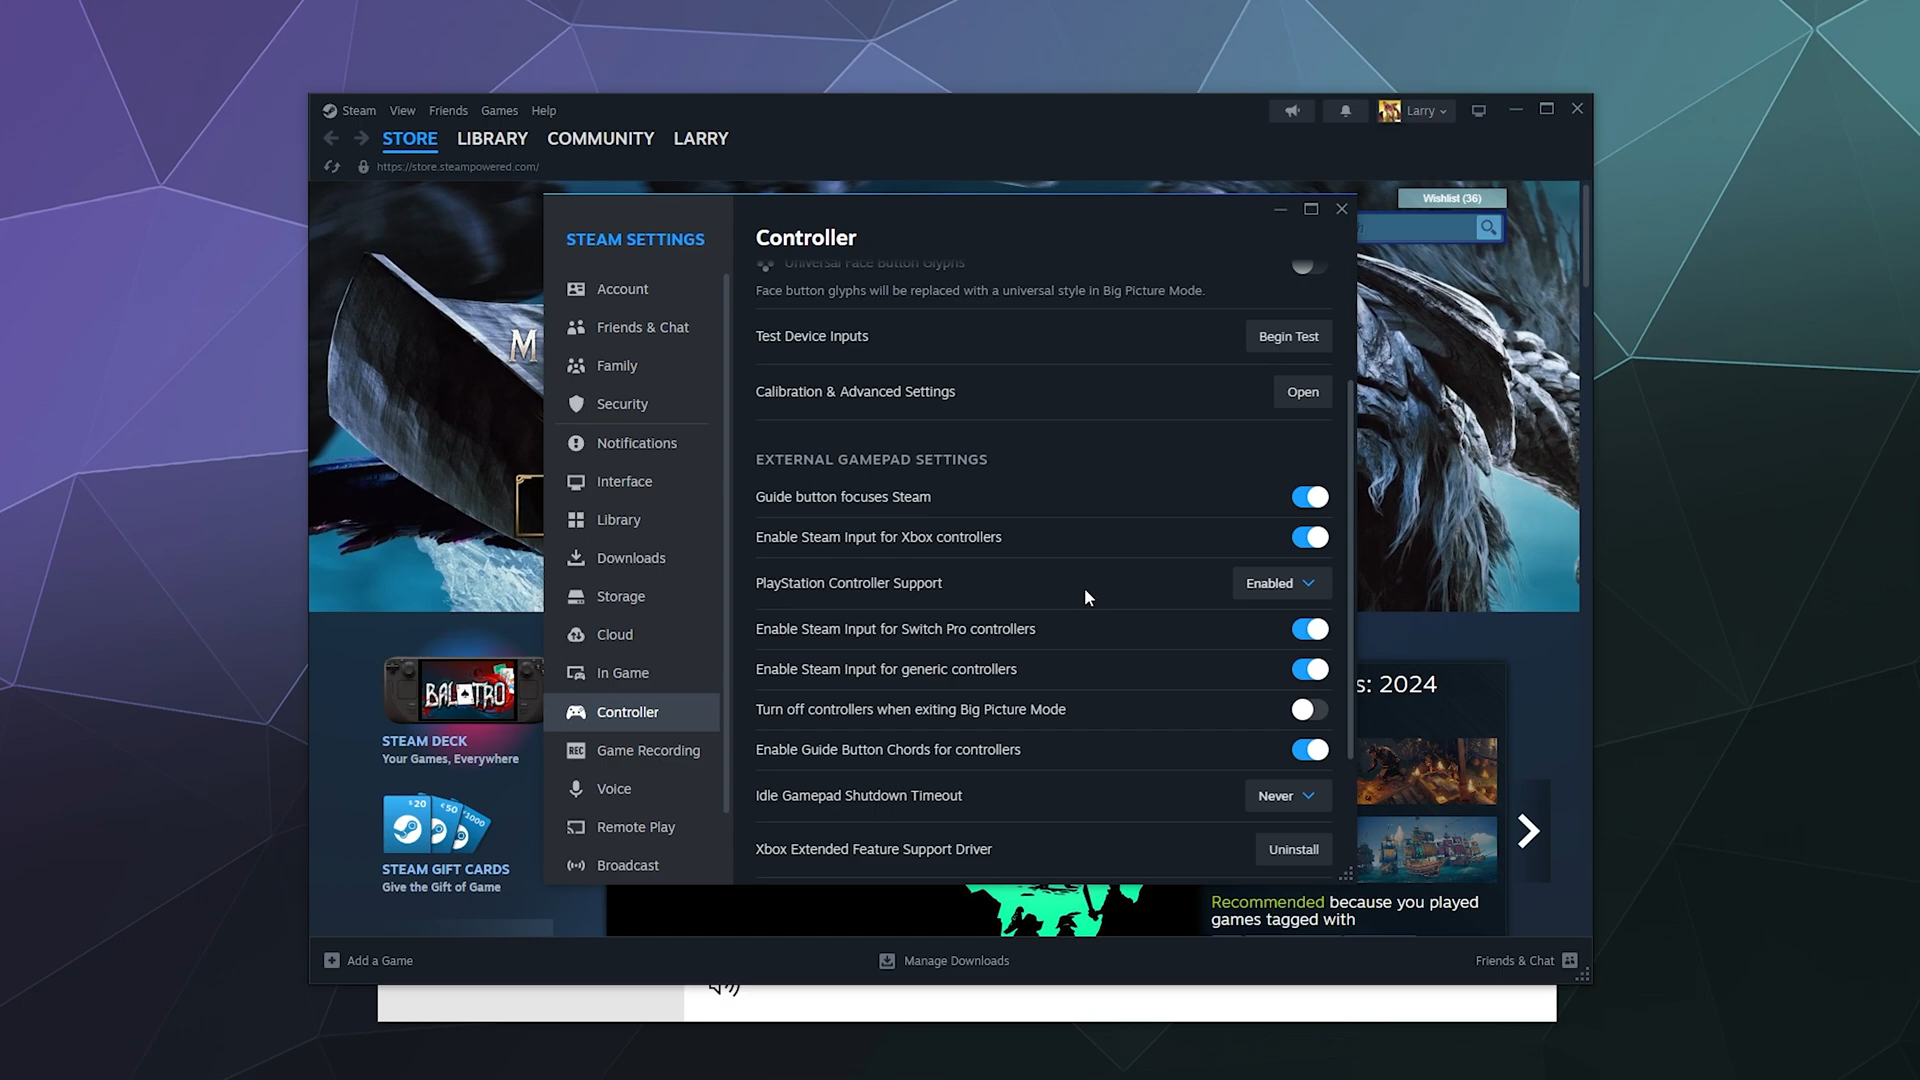 Steam View Friends Games Help
Larry
STORE LIBRARY COMMUNITY LARRY
https://store.steampowered.com/
Wishlist (36)
STEAM SETTINGS
Account
Friends & Chat
Family
Security
Notifications
Interface
Library
Downloads
Storage
Cloud
In Game
Controller
REC Game Recording
Voice
Remote Play
Broadcast
Controller
Universal Face Button Glyphs
Face button glyphs will be replaced with a universal style in Big Picture Mode.
Test Device Inputs Begin Test
Calibration & Advanced Settings Open
EXTERNAL GAMEPAD SETTINGS
Guide button focuses Steam
Enable Steam Input for Xbox controllers
PlayStation Controller Support Enabled
Enable Steam Input for Switch Pro controllers
Enable Steam Input for generic controllers
Turn off controllers when exiting Big Picture Mode
Enable Guide Button Chords for controllers
Idle Gamepad Shutdown Timeout Never
Xbox Extended Feature Support Driver Uninstall
M
BALATRO
STEAM DECK
Your Games, Everywhere
$20 €50 ¥1000
STEAM GIFT CARDS
Give the Gift of Game
s: 2024
Recommended because you played
games tagged with
Add a Game
Manage Downloads
Friends & Chat